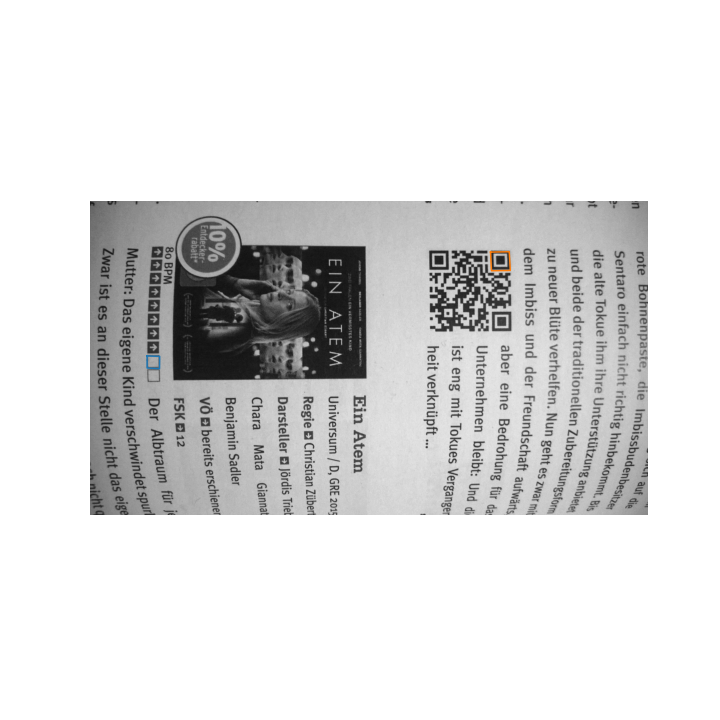 rote Bohnenpaste, die Imbissbudenbesitzer
Sentaro einfach nicht richtig hinbekommt. Bis
die alte Tokue ihm ihre Unterstützung anbietet
und beide der traditionellen Zubereitungsform
zu neuer Blüte verhelfen. Nun geht es zwar mit
dem Imbiss und der Freundschaft aufwärts,
aber eine Bedrohung für das
Unternehmen bleibt: Und die
ist eng mit Tokues Vergangen
heit verknüpft ...
EIN ATEM
10%
Entdecker-
rabatt*
Ein Atem
Universum / D, GRE 2015
Regie Christian Zübert
Darsteller Jördis Trieb
Chara Mata Giannat
Benjamin Sadler
VÖ bereits erschienen
FSK 12
80 BPM
Der Albtraum für j
Mutter: Das eigene Kind verschwindet spurl
Zwar ist es an dieser Stelle nicht das eige